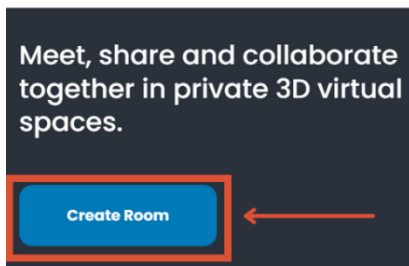 Meet, share and collaborate
together in private 3D virtual
spaces.
Create Room